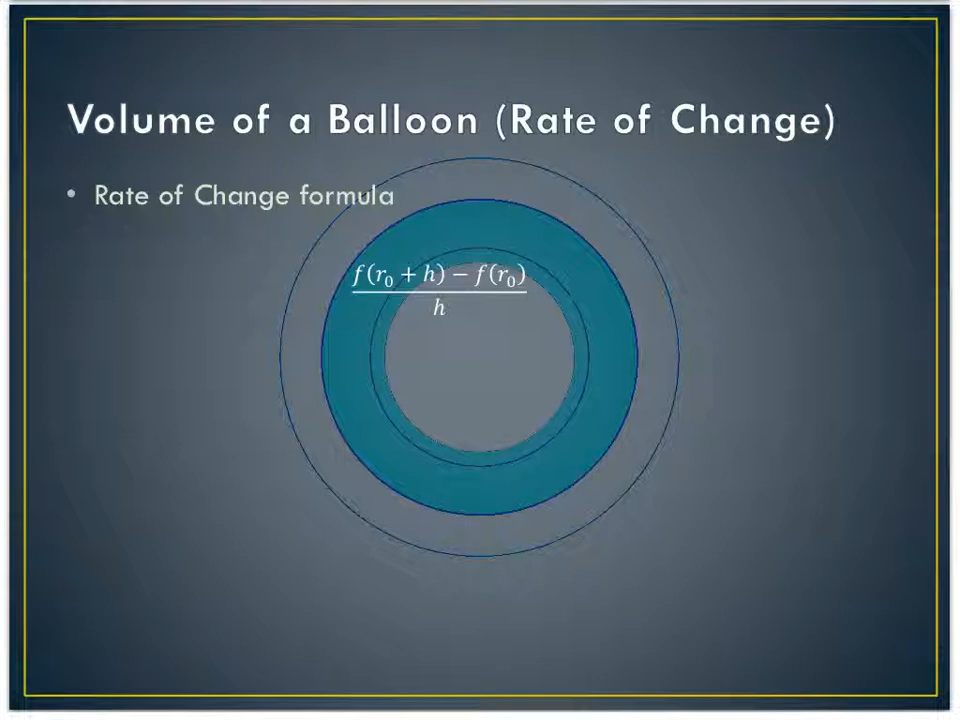 Volume of a Balloon (Rate of Change)
• Rate of Change formula
f(r₀ + h) − f(r₀)
h